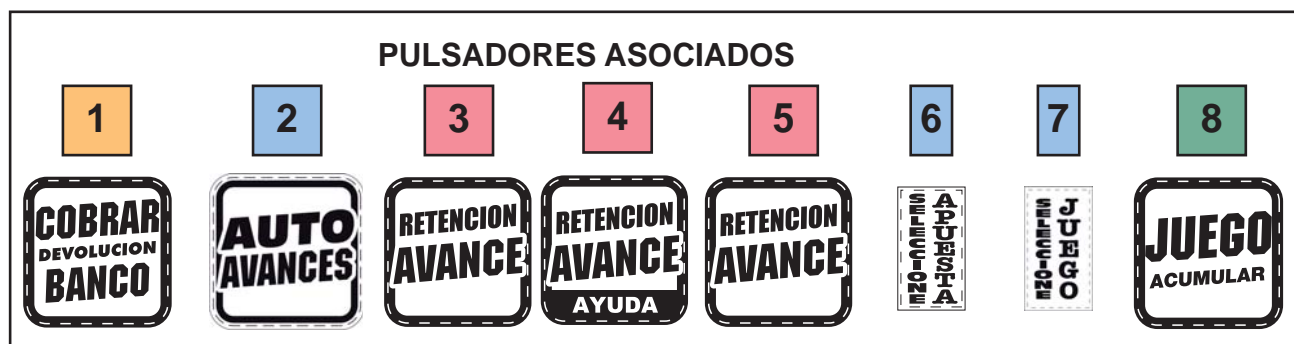 PULSADORES ASOCIADOS
1 2 3 4 5 6 7 8
COBRAR
DEVOLUCION
BANCO
AUTO
AVANCES
RETENCION
AVANCE
RETENCION
AVANCE
AYUDA
RETENCION
AVANCE
SELECCIONE
APUESTA
SELECCIONE
JUEGO
JUEGO
ACUMULAR